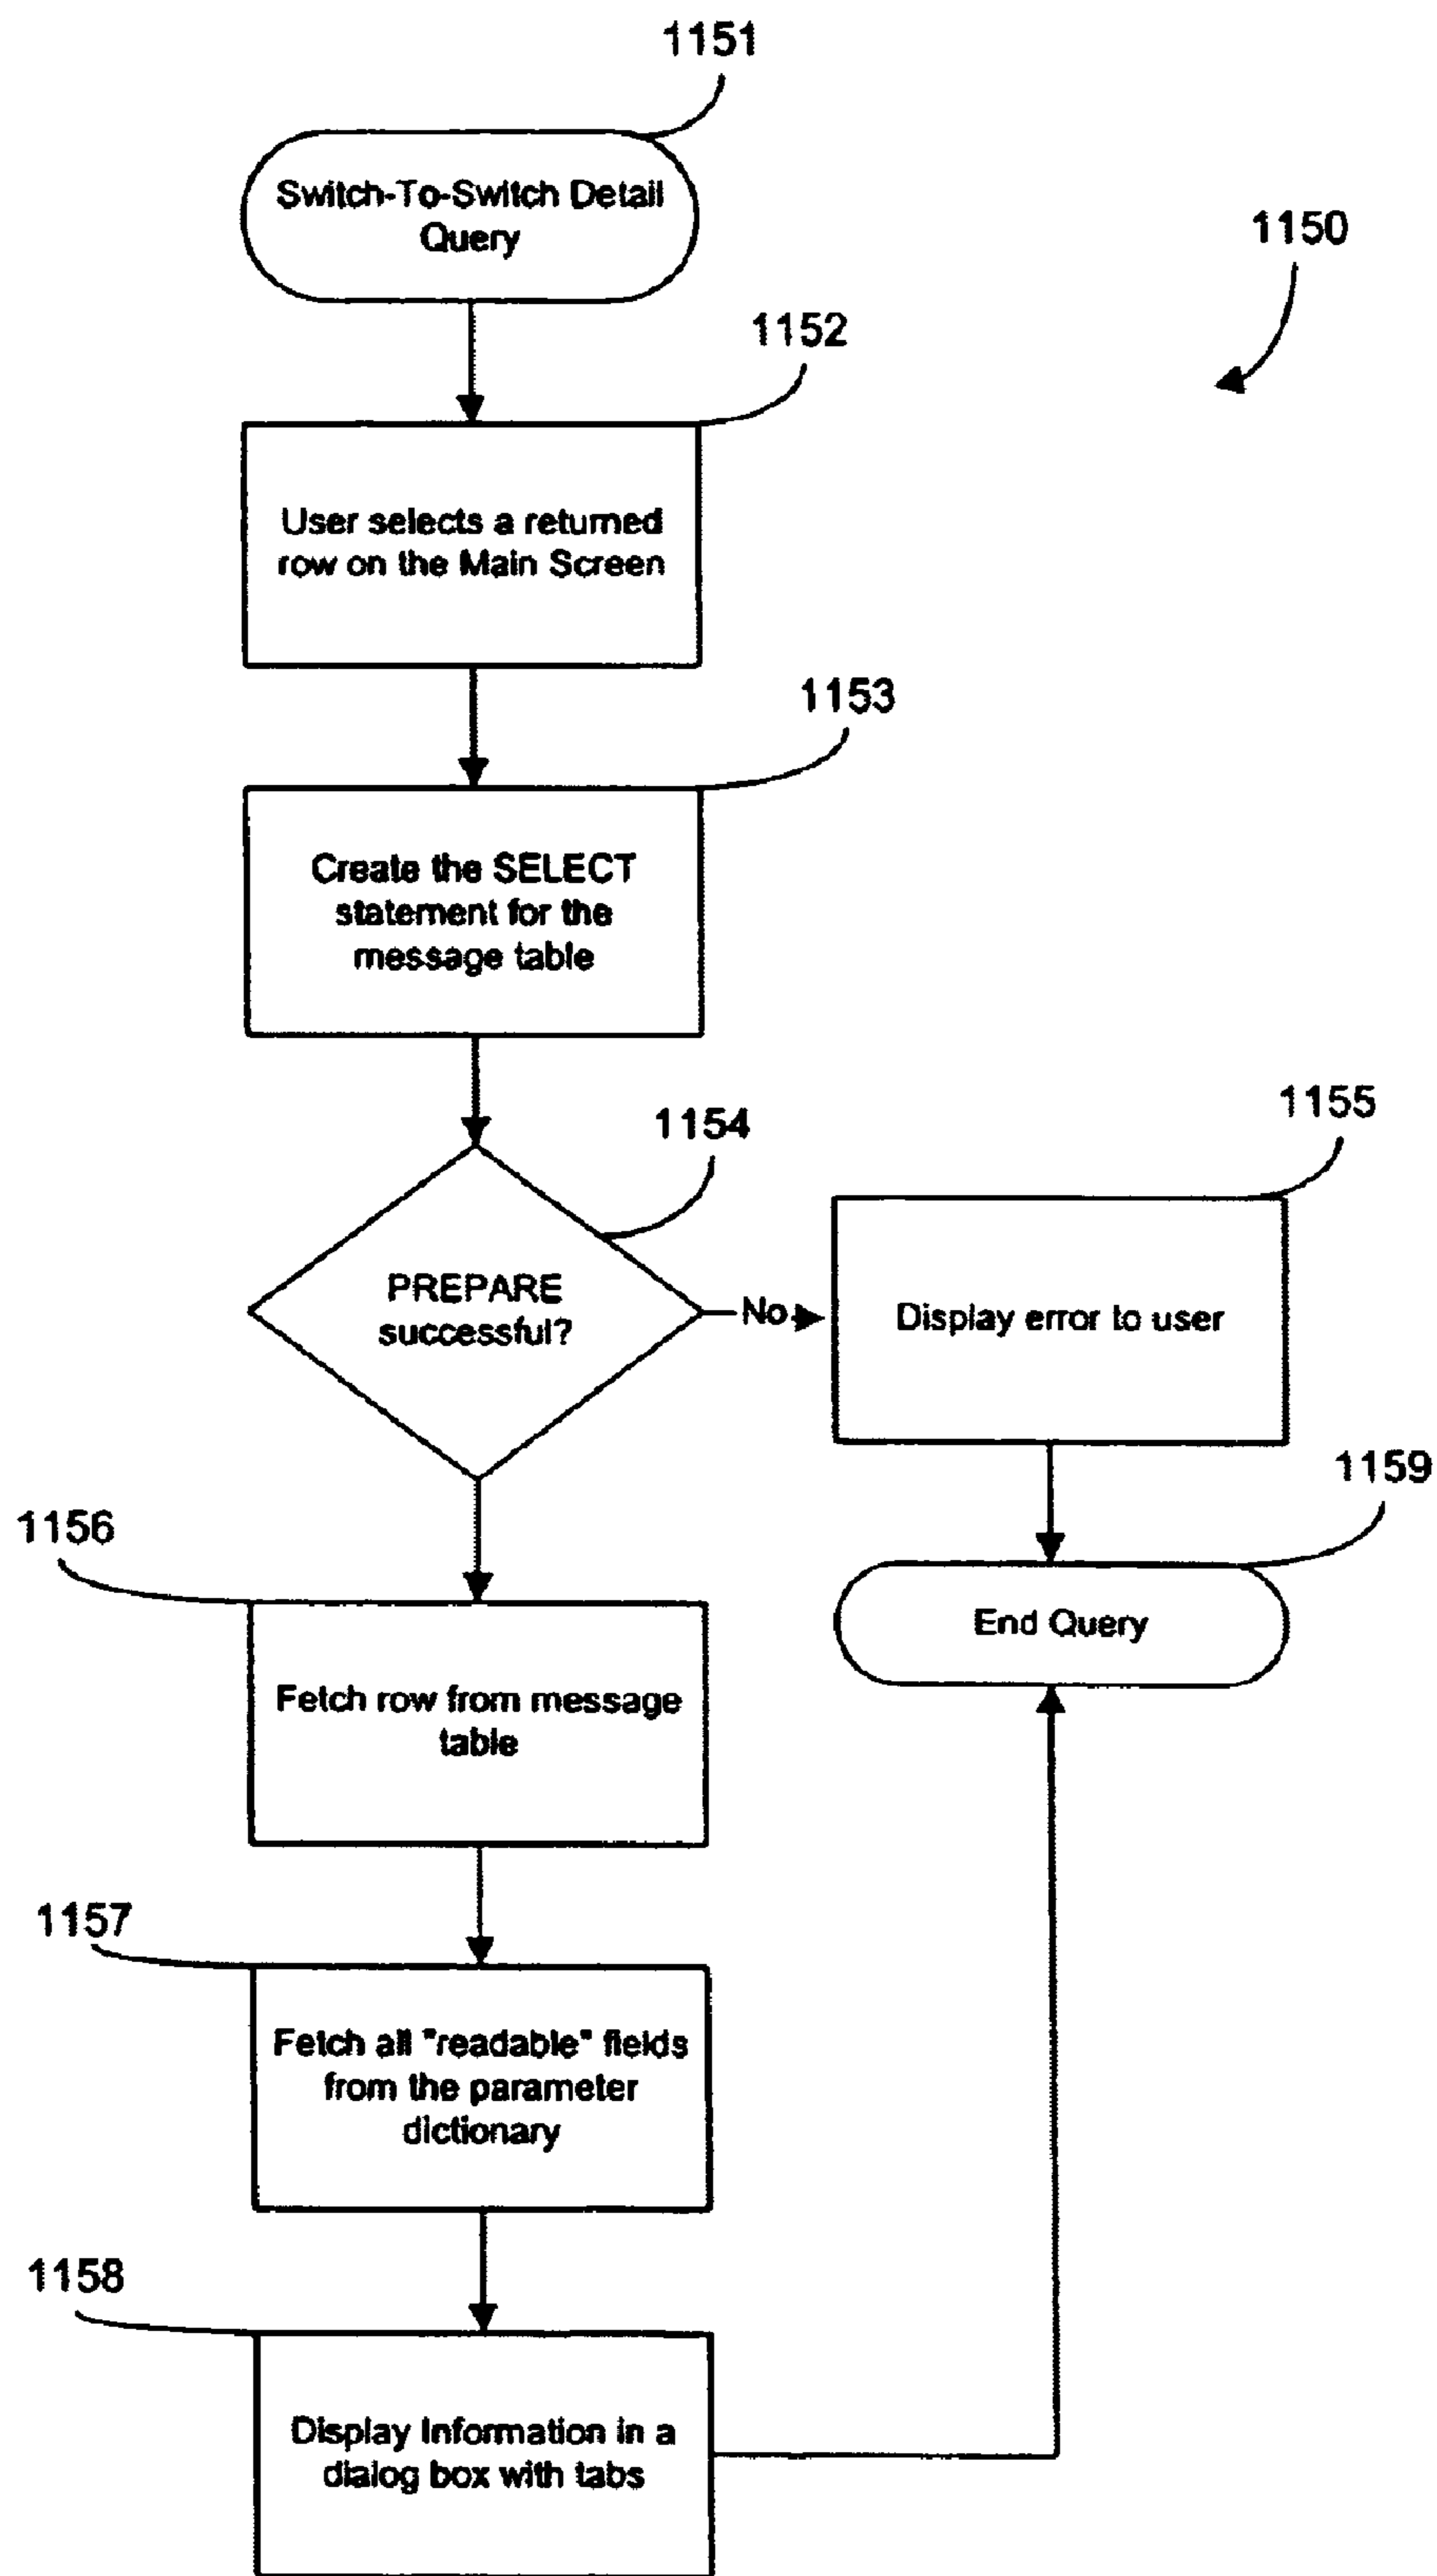 1151
Switch-To-Switch Detail
Query
1150
1152
User selects a returned
row on the Main Screen
1153
Create the SELECT
statement for the
message table
1154
PREPARE
successful?
No
1155
Display error to user
1159
End Query
1156
Fetch row from message
table
1157
Fetch all "readable" fields
from the parameter
dictionary
1158
Display Information in a
dialog box with tabs